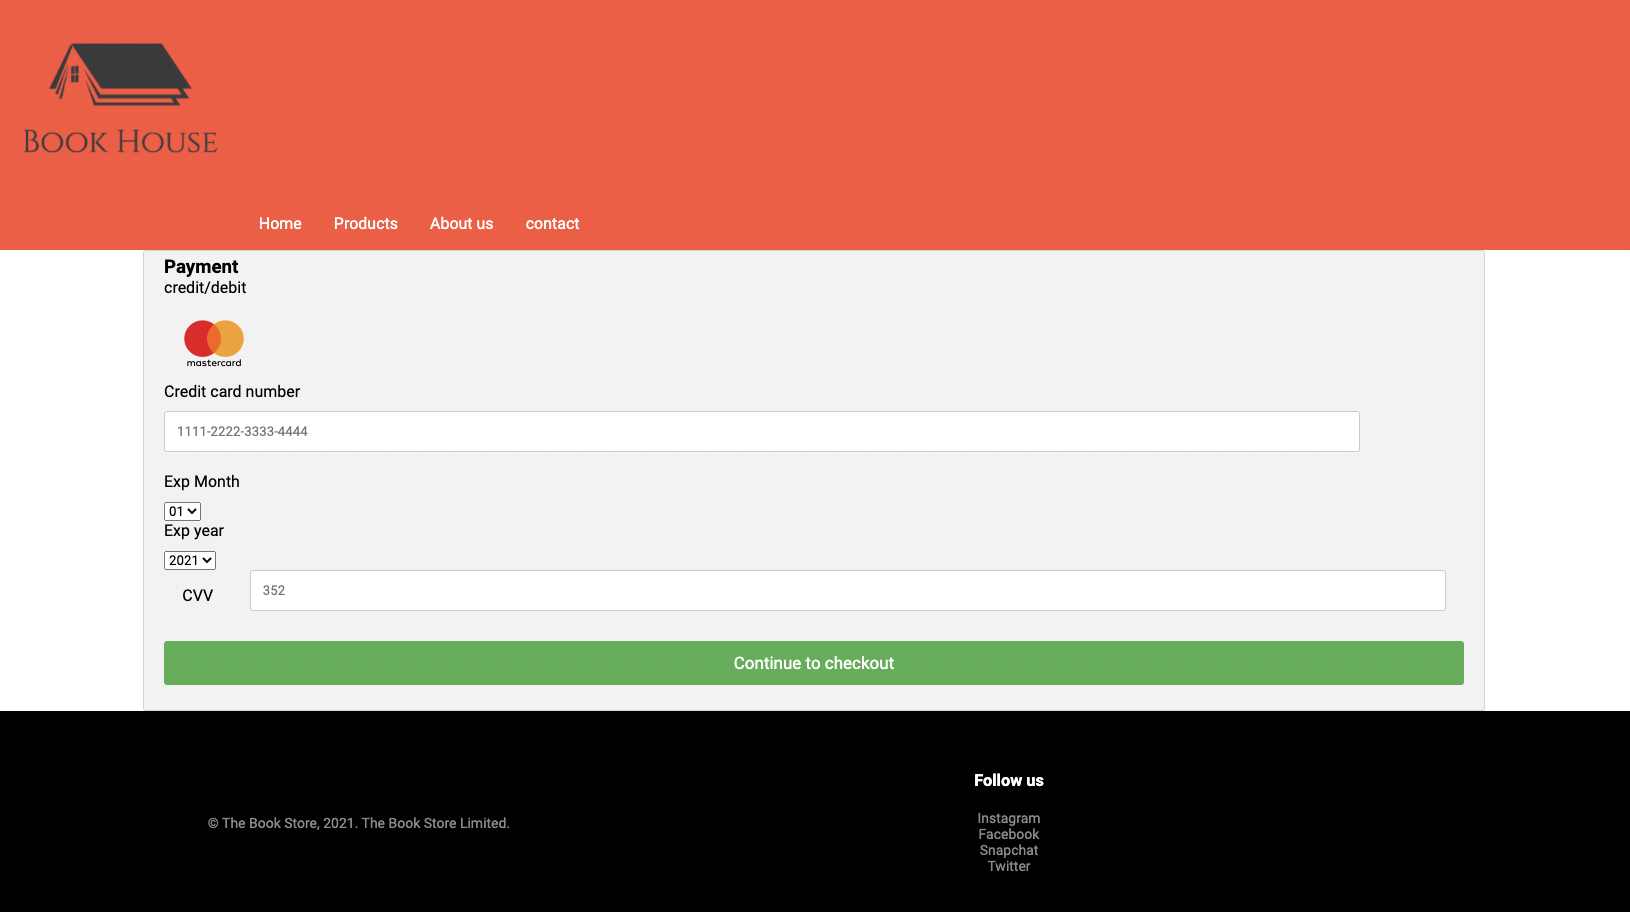 BOOK HOUSE
Home Products About us contact
Payment
credit/debit
mastercard
Credit card number
1111-2222-3333-4444
Exp Month
01
Exp year
2021
CVV 352
Continue to checkout
Follow us
© The Book Store, 2021. The Book Store Limited.
Instagram
Facebook
Snapchat
Twitter